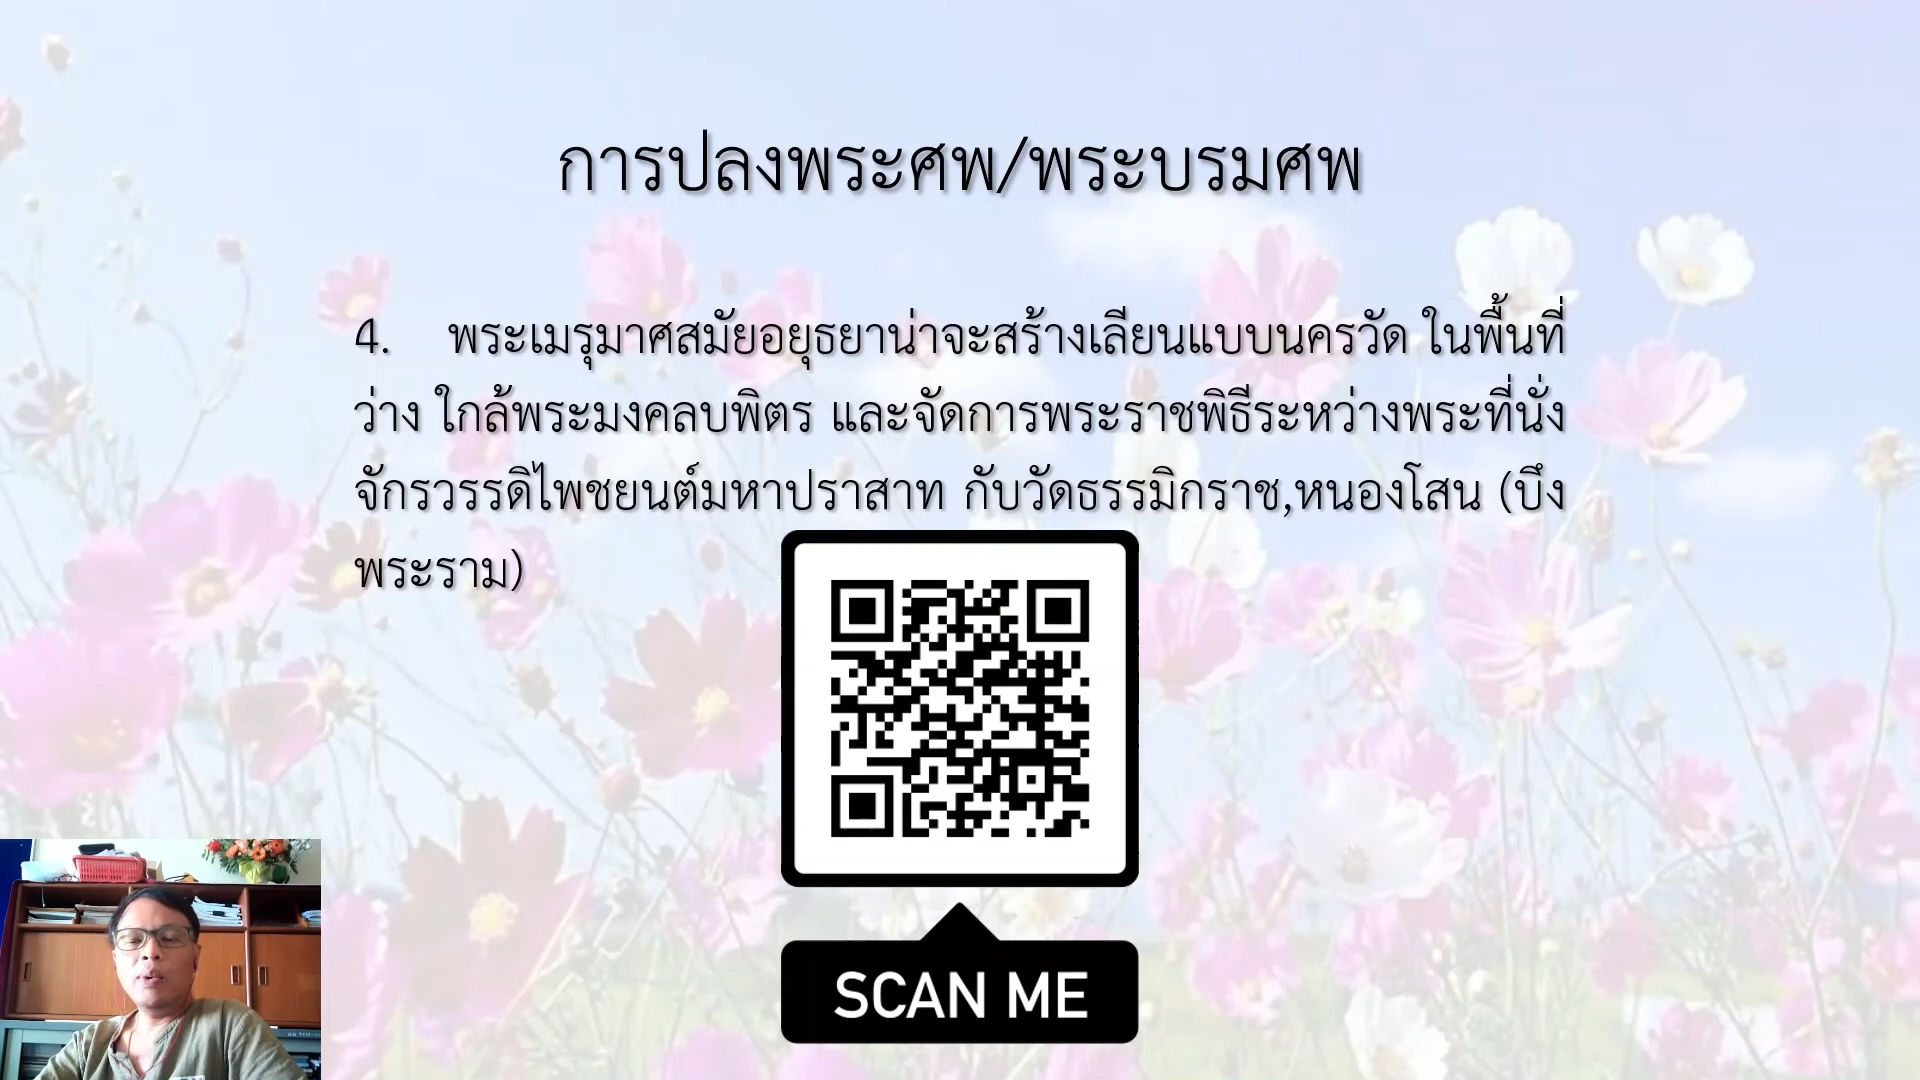 การปลงพระศพ/พระบรมศพ
4. พระเมรุมาศสมัยอยุธยาน่าจะสร้างเลียนแบบนครวัด ในพื้นที่
ว่าง ใกล้พระมงคลบพิตร และจัดการพระราชพิธีระหว่างพระที่นั่ง
จักรวรรดิไพชยนต์มหาปราสาท กับวัดธรรมิกราช,หนองโสน (บึง
พระราม)
SCAN ME